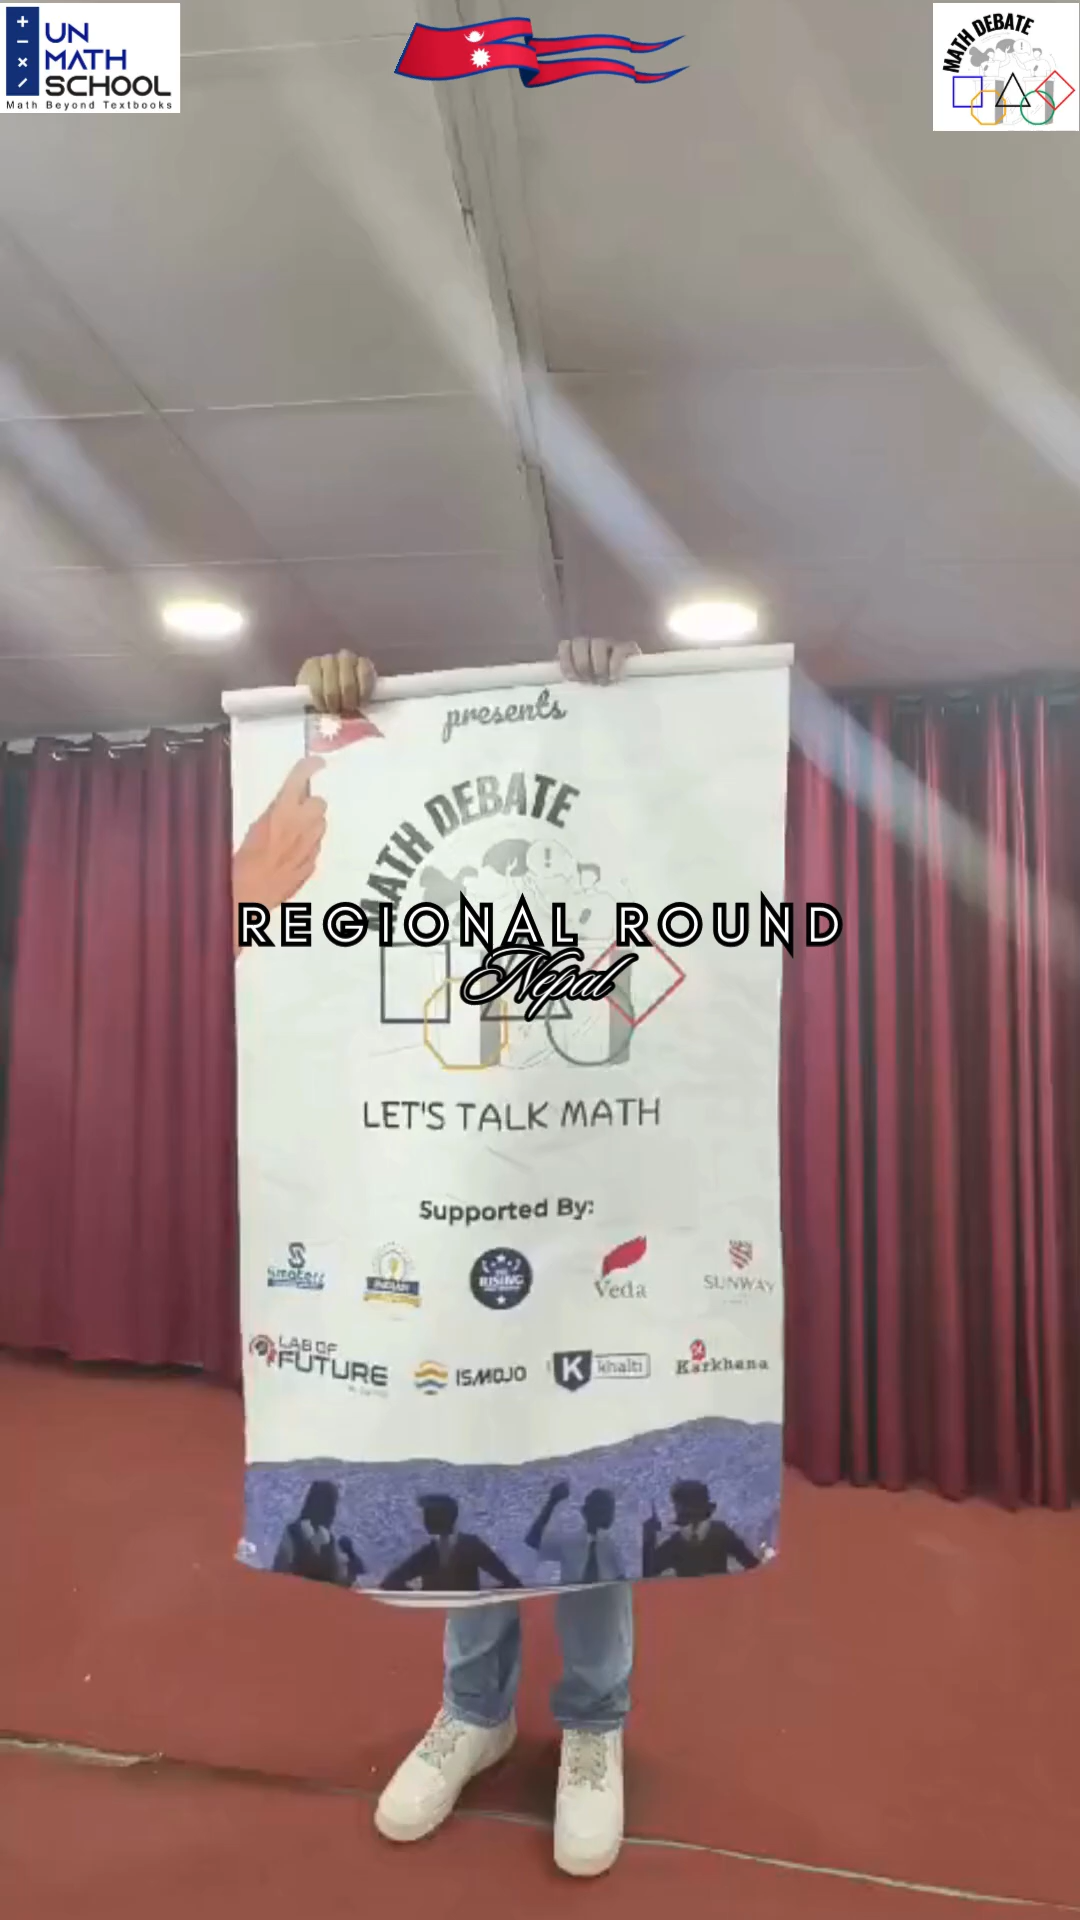 UN
MATH
SCHOOL
Math Beyond Textbooks
MATH DEBATE
presents
MATH DEBATE
REGIONAL ROUND
Nepal
LET'S TALK MATH
Supported By:
RISING
Veda
SUNWAY
LAB OF
FUTURE
ISMOJO
K khalti
Karkhana